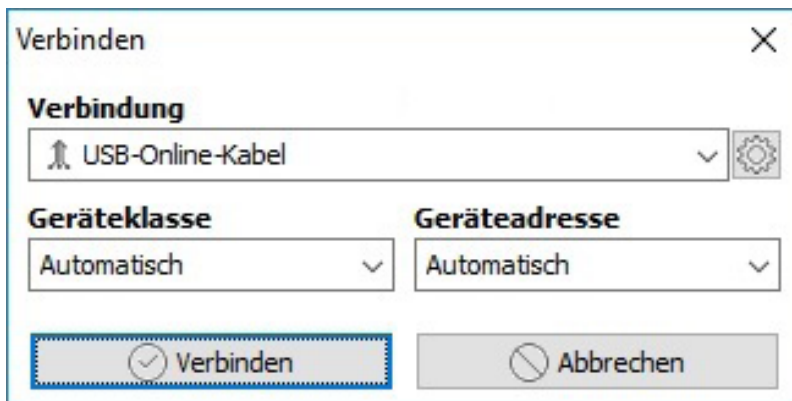 Verbinden
Verbindung
USB-Online-Kabel
Geräteklasse Geräteadresse
Automatisch Automatisch
Verbinden Abbrechen